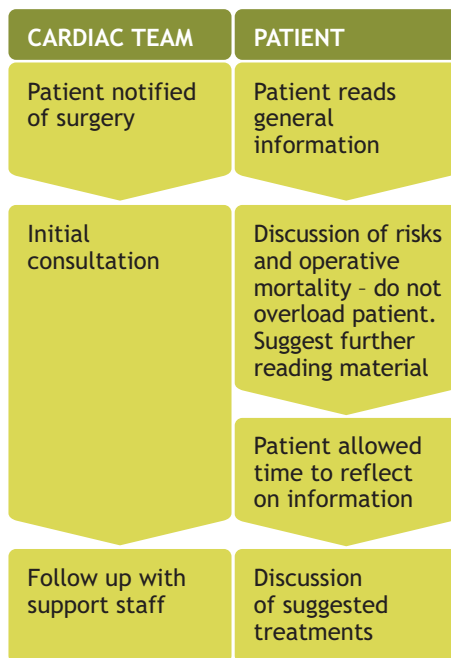 CARDIAC TEAM
PATIENT
Patient notified
of surgery
Patient reads
general
information
Initial
consultation
Discussion of risks
and operative
mortality – do not
overload patient.
Suggest further
reading material
Patient allowed
time to reflect
on information
Follow up with
support staff
Discussion
of suggested
treatments